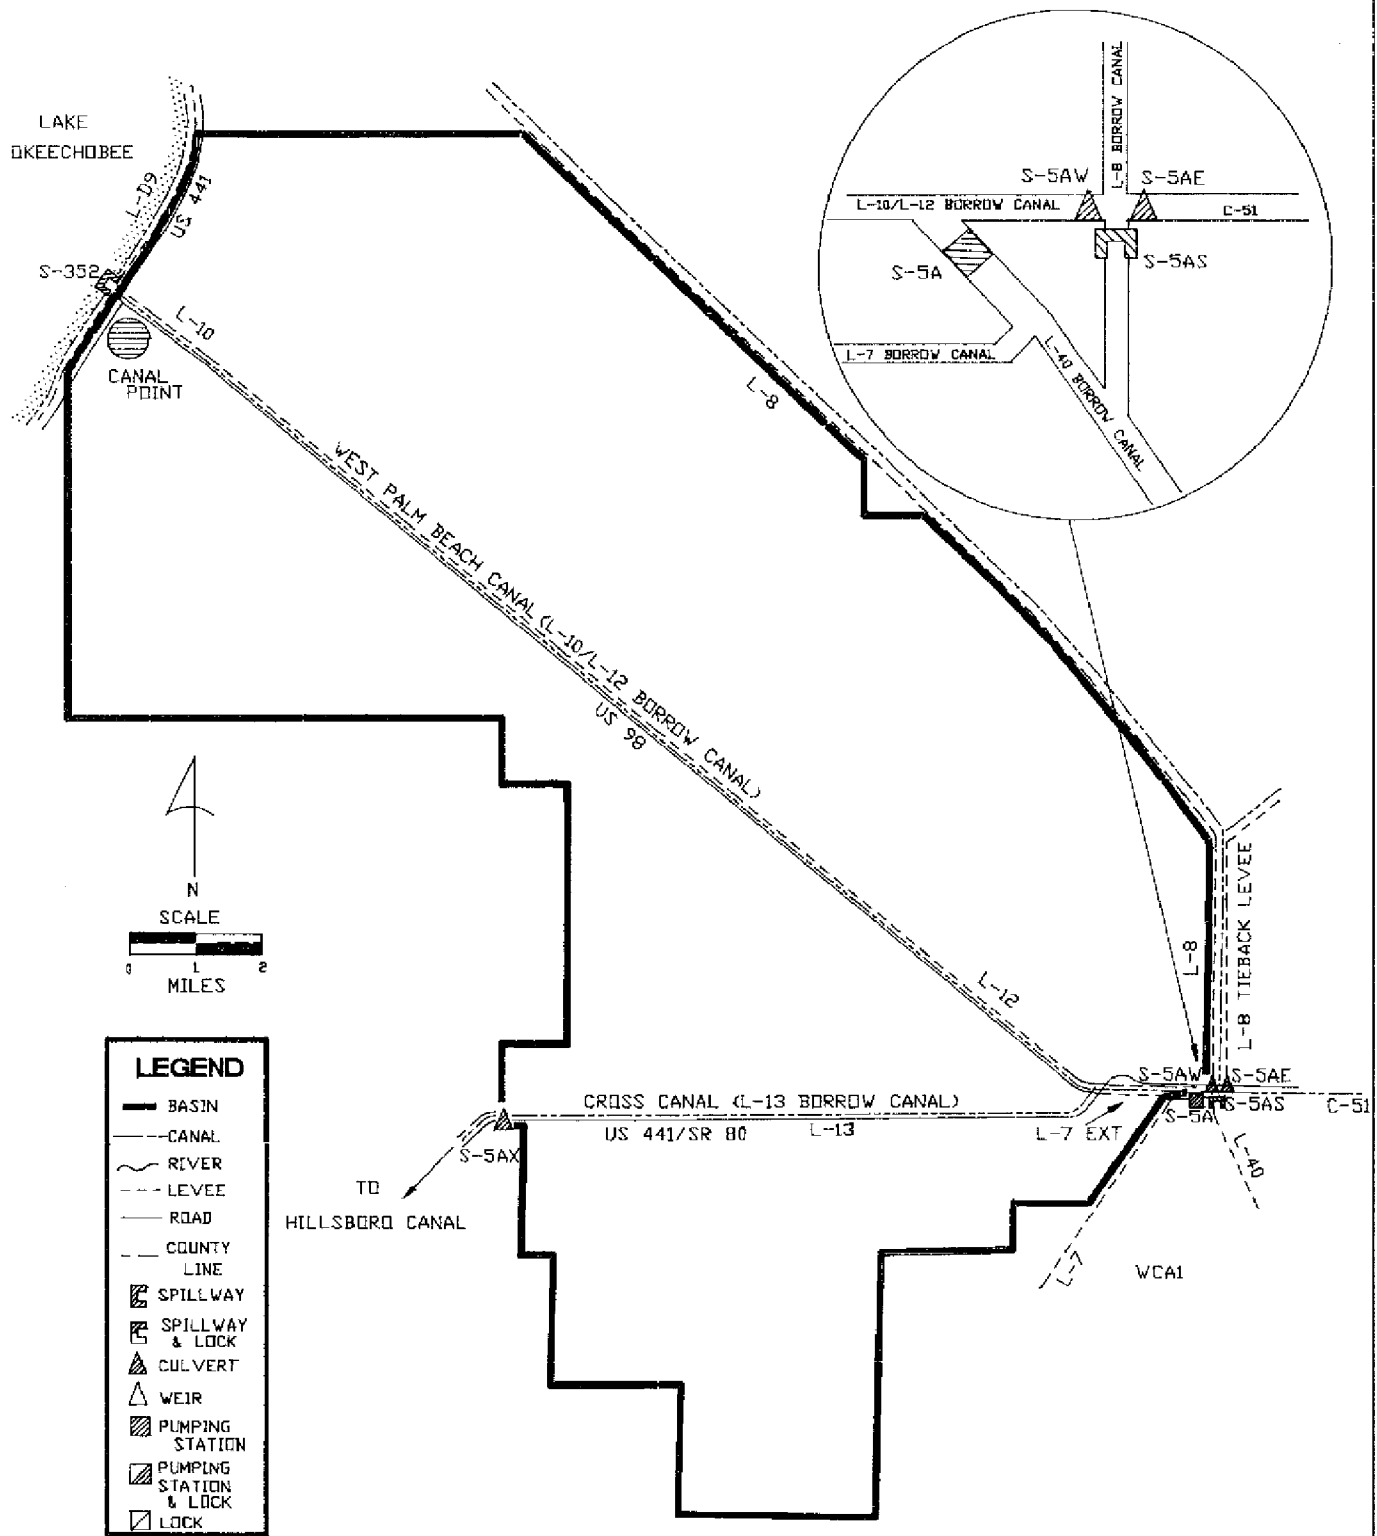 LAKE
OKEECHOBEE
L-D9
US 441
S-352
L-10
CANAL
POINT
L-8 BORROW CANAL
S-5AW
S-5AE
L-10/L-12 BORROW CANAL
C-51
S-5A
S-5AS
L-7 BORROW CANAL
L-40 BORROW CANAL
L-8
WEST PALM BEACH CANAL (L-10/L-12 BORROW CANAL)
US 98
N
SCALE
0 1 2
MILES
L-12
L-8
L-8 TIEBACK LEVEE
S-5AW
S-5AE
S-5A
S-5AS
C-51
CROSS CANAL (L-13 BORROW CANAL)
US 441/SR 80
L-13
L-7 EXT
S-5AX
L-40
TO
HILLSBORO CANAL
L-7
WCA1
LEGEND
BASIN
CANAL
RIVER
LEVEE
ROAD
COUNTY
LINE
SPILLWAY
SPILLWAY
& LOCK
CULVERT
WEIR
PUMPING
STATION
PUMPING
STATION
& LOCK
LOCK